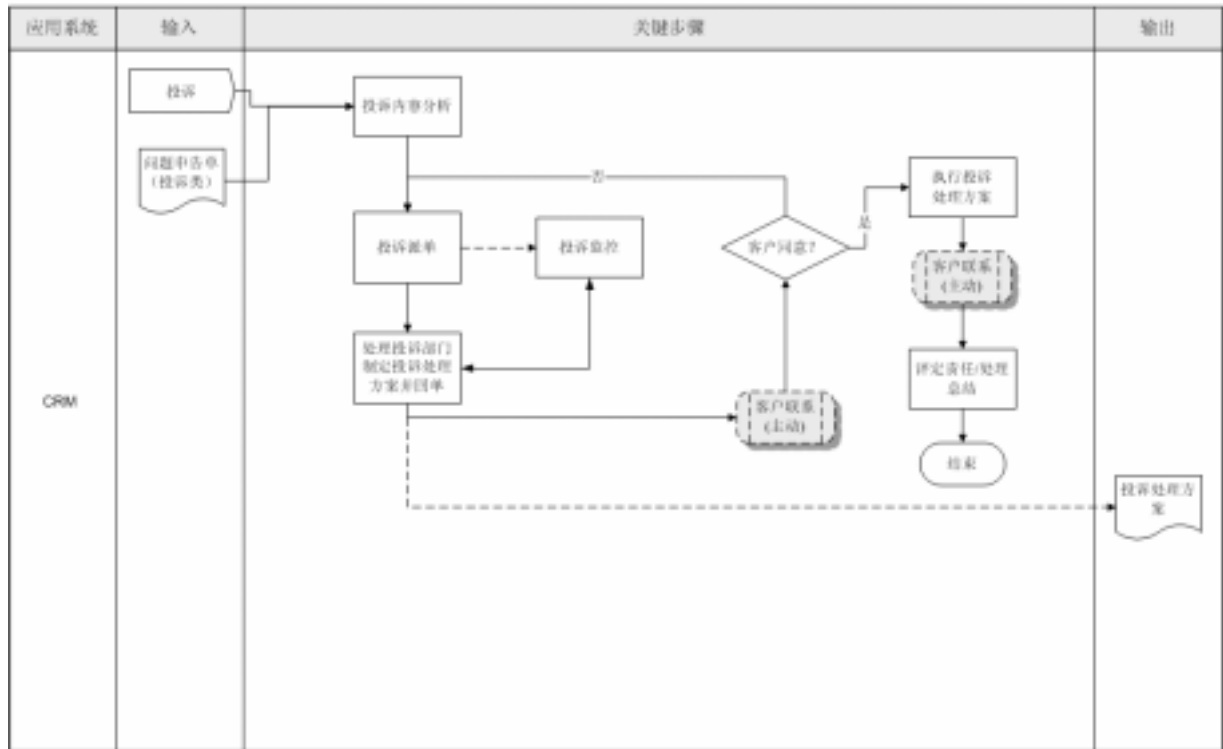 应用系统
输入
关键步骤
输出
投诉
投诉内容分析
问题申告单
（投诉类）
否
执行投诉
处理方案
是
投诉派单
投诉监控
客户同意?
客户联系
(主动)
处理投诉部门
制定投诉处理
方案并回单
评定责任/处理
总结
CRM
客户联系
(主动)
结束
投诉处理方
案